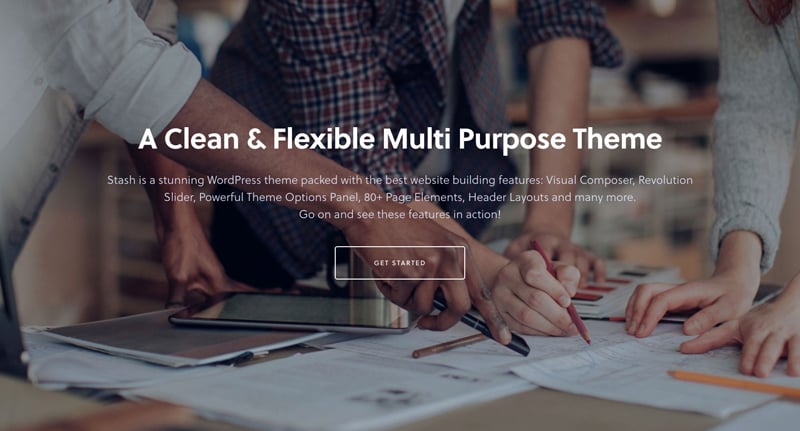 A Clean & Flexible Multi Purpose Theme
Stash is a stunning WordPress theme packed with the best website building features: Visual Composer, Revolution
Slider, Powerful Theme Options Panel, 80+ Page Elements, Header Layouts and many more.
Go on and see these features in action!
GET STARTED